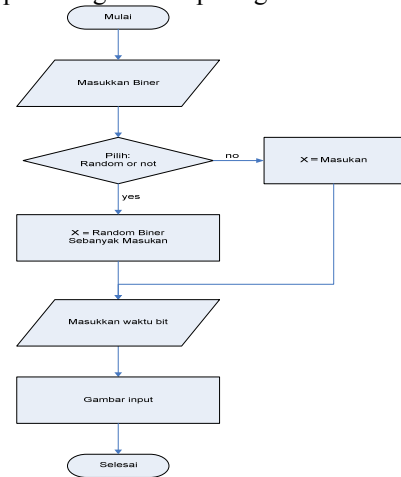 Mulai
Masukkan Biner
Pilih:
Random or not
no
X = Masukan
yes
X = Random Biner
Sebanyak Masukan
Masukkan waktu bit
Gambar input
Selesai